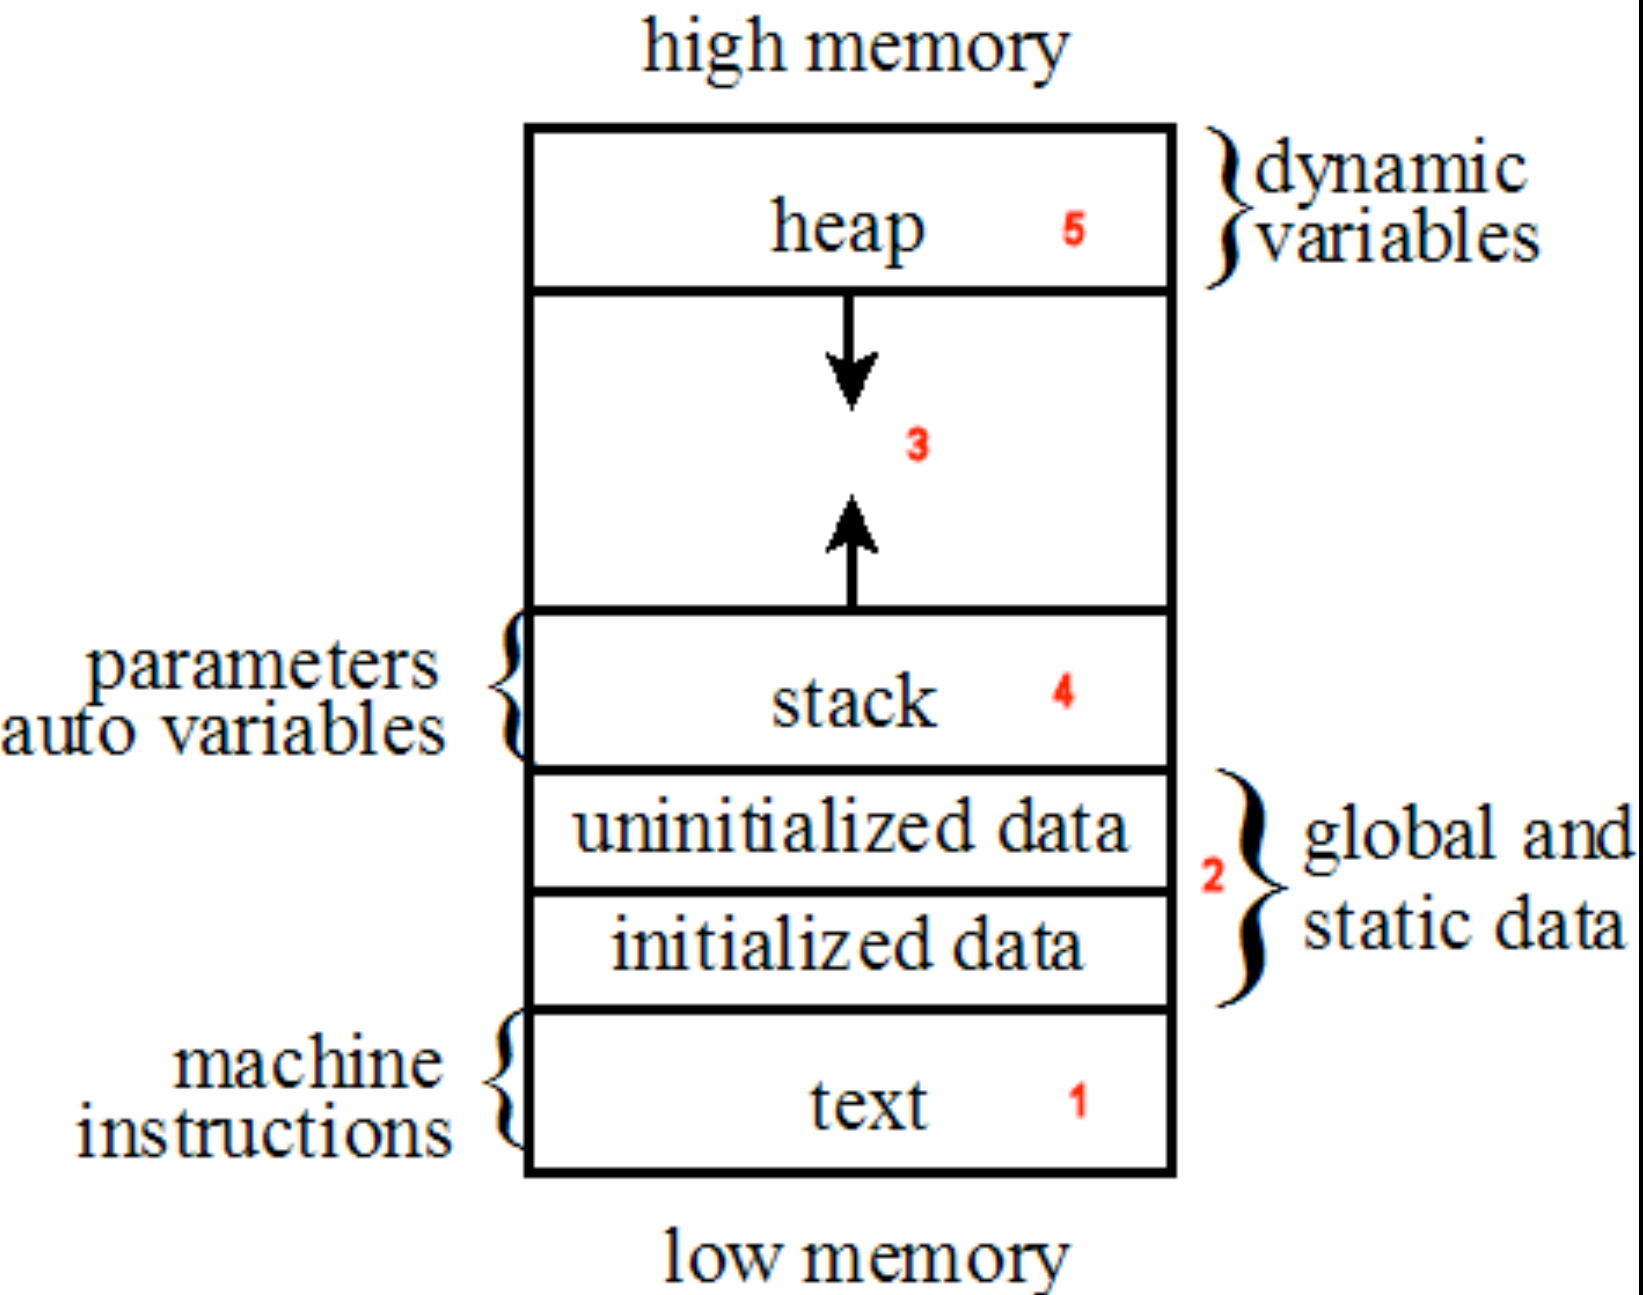 high memory
dynamic
variables
heap 5
3
parameters
auto variables
stack 4
uninitialized data
2
global and
static data
initialized data
machine
instructions
text 1
low memory